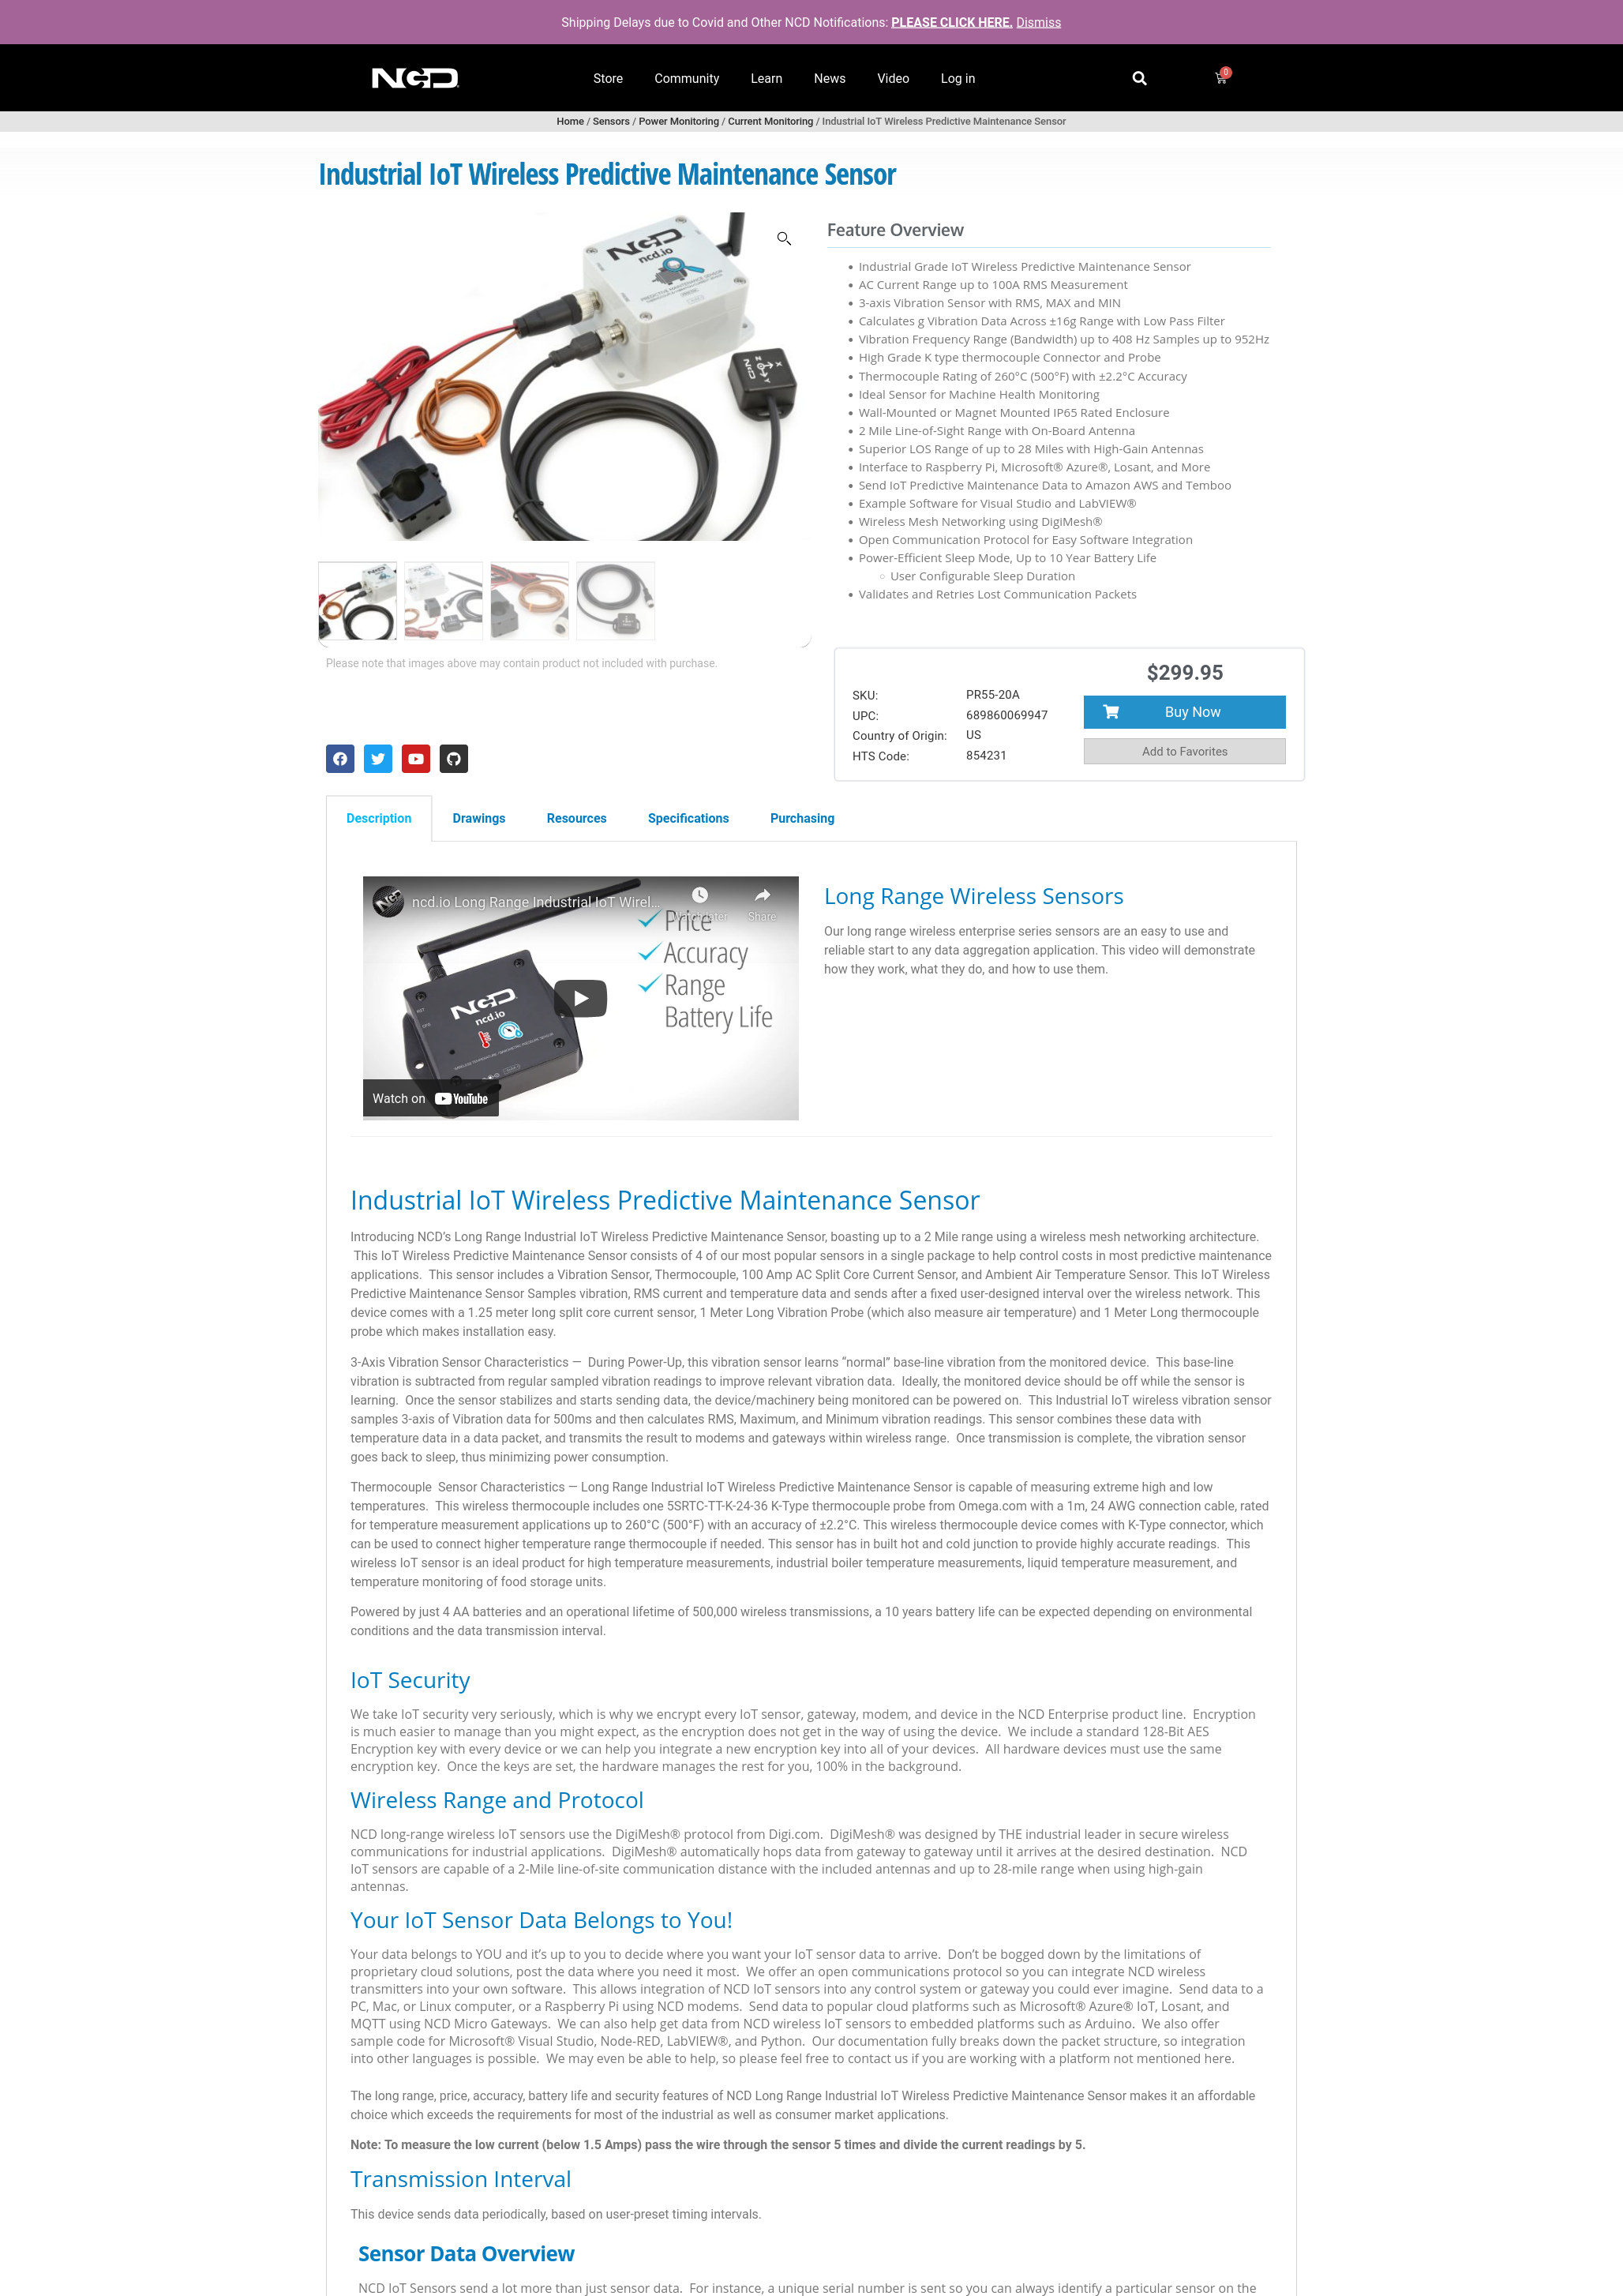 Shipping Delays due to Covid and Other NCD Notifications: PLEASE CLICK HERE. Dismiss
NCD
Store
Community
Learn
News
Video
Log in
0
Home / Sensors / Power Monitoring / Current Monitoring / Industrial IoT Wireless Predictive Maintenance Sensor
Industrial IoT Wireless Predictive Maintenance Sensor
NCD
ncd.io
Feature Overview
Industrial Grade IoT Wireless Predictive Maintenance Sensor
AC Current Range up to 100A RMS Measurement
3-axis Vibration Sensor with RMS, MAX and MIN
Calculates g Vibration Data Across ±16g Range with Low Pass Filter
Vibration Frequency Range (Bandwidth) up to 408 Hz Samples up to 952Hz
High Grade K type thermocouple Connector and Probe
Thermocouple Rating of 260°C (500°F) with ±2.2°C Accuracy
Ideal Sensor for Machine Health Monitoring
Wall-Mounted or Magnet Mounted IP65 Rated Enclosure
2 Mile Line-of-Sight Range with On-Board Antenna
Superior LOS Range of up to 28 Miles with High-Gain Antennas
Interface to Raspberry Pi, Microsoft® Azure®, Losant, and More
Send IoT Predictive Maintenance Data to Amazon AWS and Temboo
Example Software for Visual Studio and LabVIEW®
Wireless Mesh Networking using DigiMesh®
Open Communication Protocol for Easy Software Integration
Power-Efficient Sleep Mode, Up to 10 Year Battery Life
User Configurable Sleep Duration
Validates and Retries Lost Communication Packets
Please note that images above may contain product not included with purchase.
SKU: PR55-20A
UPC: 689860069947
Country of Origin: US
HTS Code: 854231
$299.95
Buy Now
Add to Favorites
Description
Drawings
Resources
Specifications
Purchasing
ncd.io Long Range Industrial IoT Wirel...
Watch later
Share
Price
Accuracy
Range
Battery Life
NCD
ncd.io
Watch on YouTube
Long Range Wireless Sensors
Our long range wireless enterprise series sensors are an easy to use and
reliable start to any data aggregation application. This video will demonstrate
how they work, what they do, and how to use them.
Industrial IoT Wireless Predictive Maintenance Sensor
Introducing NCD's Long Range Industrial IoT Wireless Predictive Maintenance Sensor, boasting up to a 2 Mile range using a wireless mesh networking architecture.
This IoT Wireless Predictive Maintenance Sensor consists of 4 of our most popular sensors in a single package to help control costs in most predictive maintenance
applications. This sensor includes a Vibration Sensor, Thermocouple, 100 Amp AC Split Core Current Sensor, and Ambient Air Temperature Sensor. This IoT Wireless
Predictive Maintenance Sensor Samples vibration, RMS current and temperature data and sends after a fixed user-designed interval over the wireless network. This
device comes with a 1.25 meter long split core current sensor, 1 Meter Long Vibration Probe (which also measure air temperature) and 1 Meter Long thermocouple
probe which makes installation easy.
3-Axis Vibration Sensor Characteristics — During Power-Up, this vibration sensor learns “normal” base-line vibration from the monitored device. This base-line
vibration is subtracted from regular sampled vibration readings to improve relevant vibration data. Ideally, the monitored device should be off while the sensor is
learning. Once the sensor stabilizes and starts sending data, the device/machinery being monitored can be powered on. This Industrial IoT wireless vibration sensor
samples 3-axis of Vibration data for 500ms and then calculates RMS, Maximum, and Minimum vibration readings. This sensor combines these data with
temperature data in a data packet, and transmits the result to modems and gateways within wireless range. Once transmission is complete, the vibration sensor
goes back to sleep, thus minimizing power consumption.
Thermocouple Sensor Characteristics — Long Range Industrial IoT Wireless Predictive Maintenance Sensor is capable of measuring extreme high and low
temperatures. This wireless thermocouple includes one 5SRTC-TT-K-24-36 K-Type thermocouple probe from Omega.com with a 1m, 24 AWG connection cable, rated
for temperature measurement applications up to 260°C (500°F) with an accuracy of ±2.2°C. This wireless thermocouple device comes with K-Type connector, which
can be used to connect higher temperature range thermocouple if needed. This sensor has in built hot and cold junction to provide highly accurate readings. This
wireless IoT sensor is an ideal product for high temperature measurements, industrial boiler temperature measurements, liquid temperature measurement, and
temperature monitoring of food storage units.
Powered by just 4 AA batteries and an operational lifetime of 500,000 wireless transmissions, a 10 years battery life can be expected depending on environmental
conditions and the data transmission interval.
IoT Security
We take IoT security very seriously, which is why we encrypt every IoT sensor, gateway, modem, and device in the NCD Enterprise product line. Encryption
is much easier to manage than you might expect, as the encryption does not get in the way of using the device. We include a standard 128-Bit AES
Encryption key with every device or we can help you integrate a new encryption key into all of your devices. All hardware devices must use the same
encryption key. Once the keys are set, the hardware manages the rest for you, 100% in the background.
Wireless Range and Protocol
NCD long-range wireless IoT sensors use the DigiMesh® protocol from Digi.com. DigiMesh® was designed by THE industrial leader in secure wireless
communications for industrial applications. DigiMesh® automatically hops data from gateway to gateway until it arrives at the desired destination. NCD
IoT sensors are capable of a 2-Mile line-of-site communication distance with the included antennas and up to 28-mile range when using high-gain
antennas.
Your IoT Sensor Data Belongs to You!
Your data belongs to YOU and it's up to you to decide where you want your IoT sensor data to arrive. Don't be bogged down by the limitations of
proprietary cloud solutions, post the data where you need it most. We offer an open communications protocol so you can integrate NCD wireless
transmitters into your own software. This allows integration of NCD IoT sensors into any control system or gateway you could ever imagine. Send data to a
PC, Mac, or Linux computer, or a Raspberry Pi using NCD modems. Send data to popular cloud platforms such as Microsoft® Azure® IoT, Losant, and
MQTT using NCD Micro Gateways. We can also help get data from NCD wireless IoT sensors to embedded platforms such as Arduino. We also offer
sample code for Microsoft® Visual Studio, Node-RED, LabVIEW®, and Python. Our documentation fully breaks down the packet structure, so integration
into other languages is possible. We may even be able to help, so please feel free to contact us if you are working with a platform not mentioned here.
The long range, price, accuracy, battery life and security features of NCD Long Range Industrial IoT Wireless Predictive Maintenance Sensor makes it an affordable
choice which exceeds the requirements for most of the industrial as well as consumer market applications.
Note: To measure the low current (below 1.5 Amps) pass the wire through the sensor 5 times and divide the current readings by 5.
Transmission Interval
This device sends data periodically, based on user-preset timing intervals.
Sensor Data Overview
NCD IoT Sensors send a lot more than just sensor data. For instance, a unique serial number is sent so you can always identify a particular sensor on the